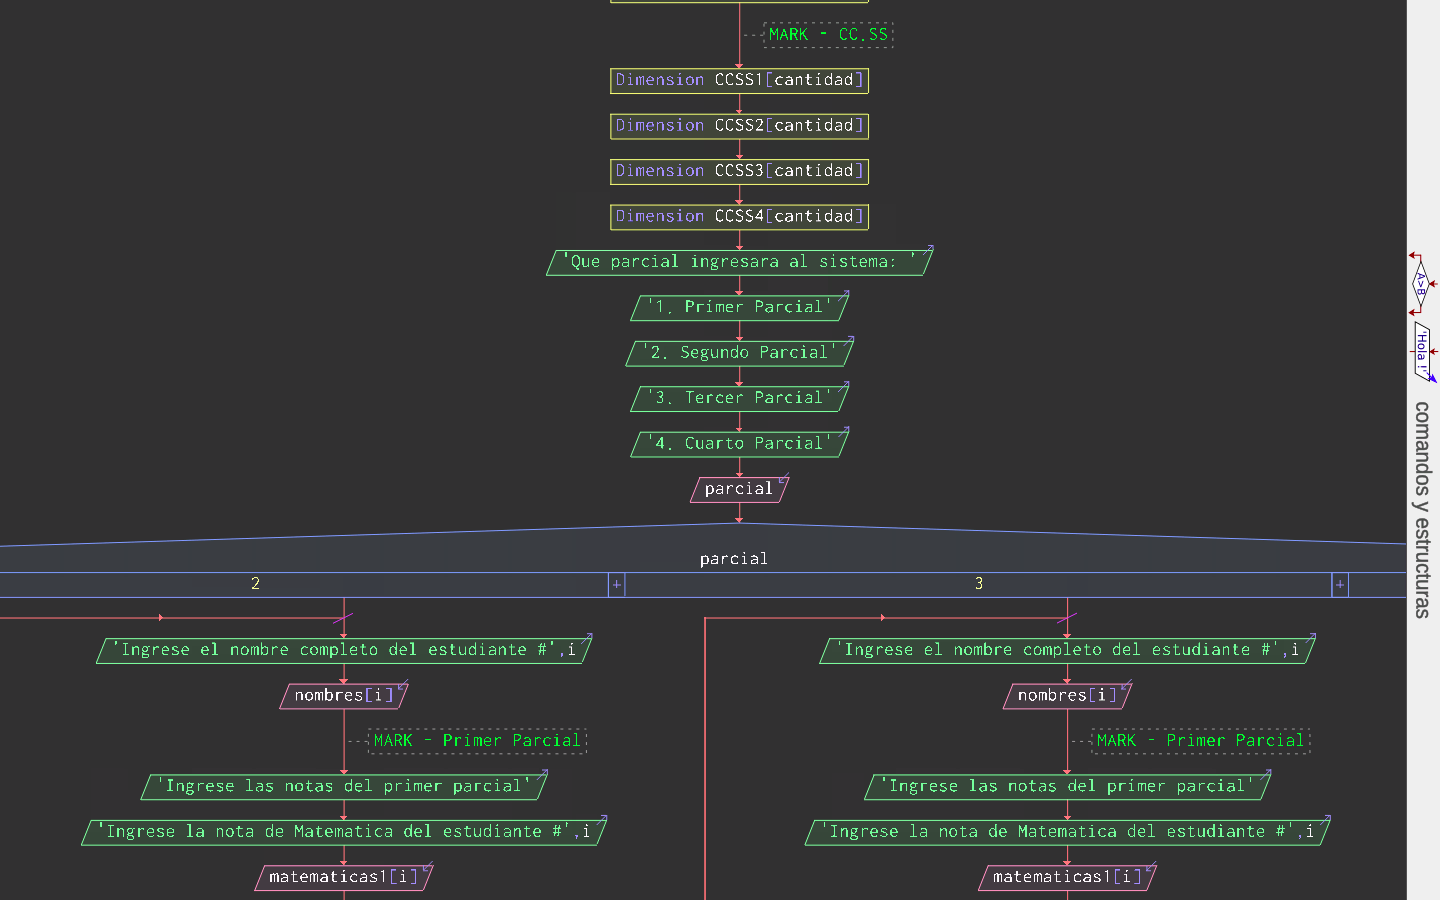 MARK - CC.SS
Dimension CCSS1[cantidad]
Dimension CCSS2[cantidad]
Dimension CCSS3[cantidad]
Dimension CCSS4[cantidad]
'Que parcial ingresara al sistema: '
'1. Primer Parcial'
'2. Segundo Parcial'
'3. Tercer Parcial'
'4. Cuarto Parcial'
parcial
parcial
2 + 3 +
'Ingrese el nombre completo del estudiante #',i
nombres[i]
MARK - Primer Parcial
'Ingrese las notas del primer parcial'
'Ingrese la nota de Matematica del estudiante #',i
matematicas1[i]
'Ingrese el nombre completo del estudiante #',i
nombres[i]
MARK - Primer Parcial
'Ingrese las notas del primer parcial'
'Ingrese la nota de Matematica del estudiante #',i
matematicas1[i]
A>B
'Hola !'
comandos y estructuras